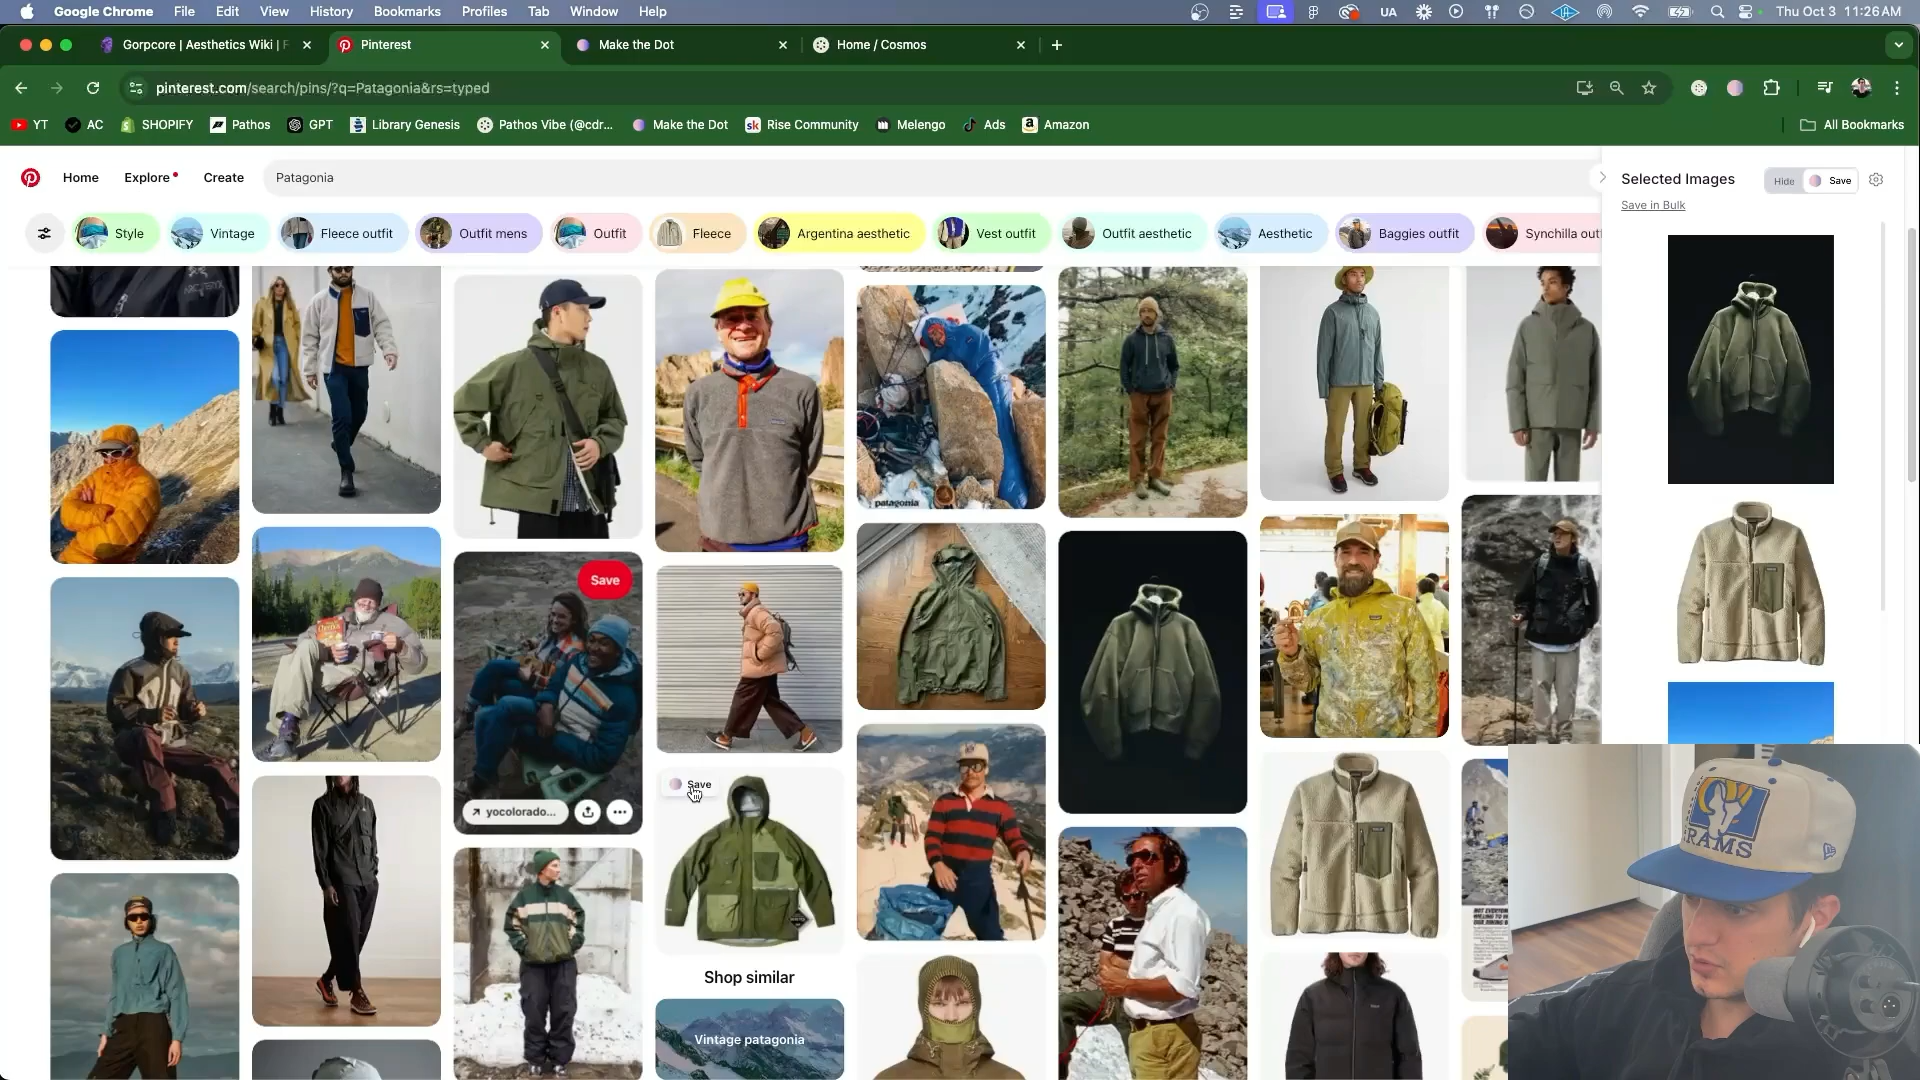 Google Chrome File Edit View History Bookmarks Profiles Tab Window Help UA Thu Oct 3 11:26 AM
Gorpcore | Aesthetics Wiki | F Pinterest Make the Dot Home / Cosmos
pinterest.com/search/pins/?q=Patagonia&rs=typed
YT AC SHOPIFY Pathos GPT Library Genesis Pathos Vibe (@cdr... Make the Dot Rise Community Melengo Ads Amazon All Bookmarks
Home Explore Create Patagonia
Selected Images Hide Save
Save in Bulk
Style Vintage Fleece outfit Outfit mens Outfit Fleece Argentina aesthetic Vest outfit Outfit aesthetic Aesthetic Baggies outfit Synchilla out
patagonia
Save
yocolorado...
Save
Shop similar
Vintage patagonia
RAMS